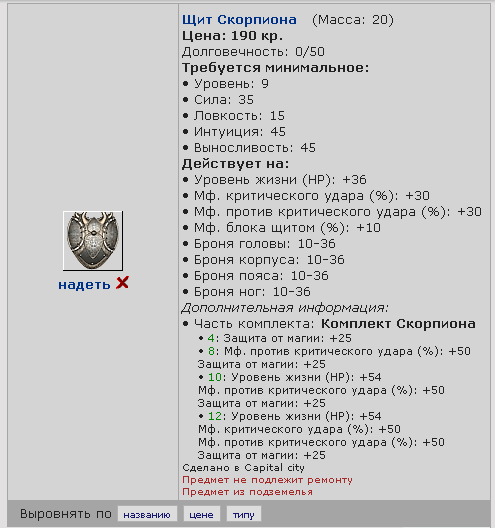 Щит Скорпиона (Масса: 20)
Цена: 190 кр.
Долговечность: 0/50
Требуется минимальное:
• Уровень: 9
• Сила: 35
• Ловкость: 15
• Интуиция: 45
• Выносливость: 45
Действует на:
• Уровень жизни (HP): +36
• Мф. критического удара (%): +30
• Мф. против критического удара (%): +30
• Мф. блока щитом (%): +10
• Броня головы: 10-36
• Броня корпуса: 10-36
• Броня пояса: 10-36
• Броня ног: 10-36
надеть
Дополнительная информация:
• Часть комплекта: Комплект Скорпиона
• 4: Защита от магии: +25
• 8: Мф. против критического удара (%): +50
Защита от магии: +25
• 10: Уровень жизни (HP): +54
Мф. против критического удара (%): +50
Защита от магии: +25
• 12: Уровень жизни (HP): +54
Мф. критического удара (%): +50
Мф. против критического удара (%): +50
Защита от магии: +25
Сделано в Capital city
Предмет не подлежит ремонту
Предмет из подземелья
Выровнять по названию цене типу